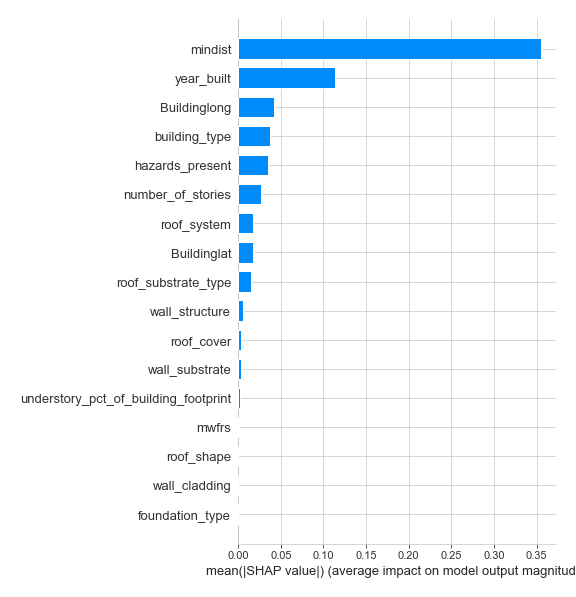 mindist
year_built
Buildinglong
building_type
hazards_present
number_of_stories
roof_system
Buildinglat
roof_substrate_type
wall_structure
roof_cover
wall_substrate
understory_pct_of_building_footprint
mwfrs
roof_shape
wall_cladding
foundation_type
0.00 0.05 0.10 0.15 0.20 0.25 0.30 0.35
mean(|SHAP value|) (average impact on model output magnitud